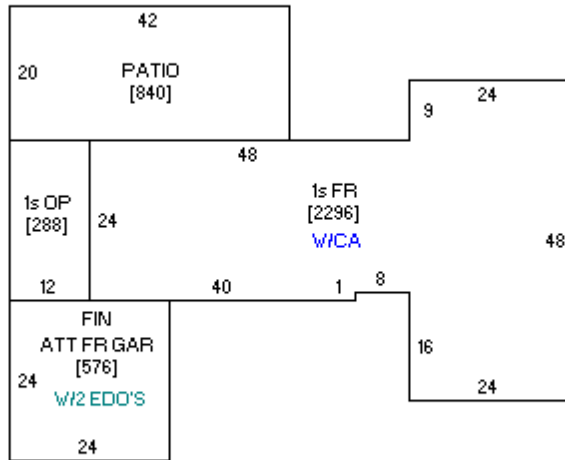 42
20
PATIO
[840]
24
9
48
1s OP
[288]
24
1s FR
[2296]
W/CA
48
12
40
1
8
FIN
ATT FR GAR
[576]
24
W/2 EDO'S
16
24
24